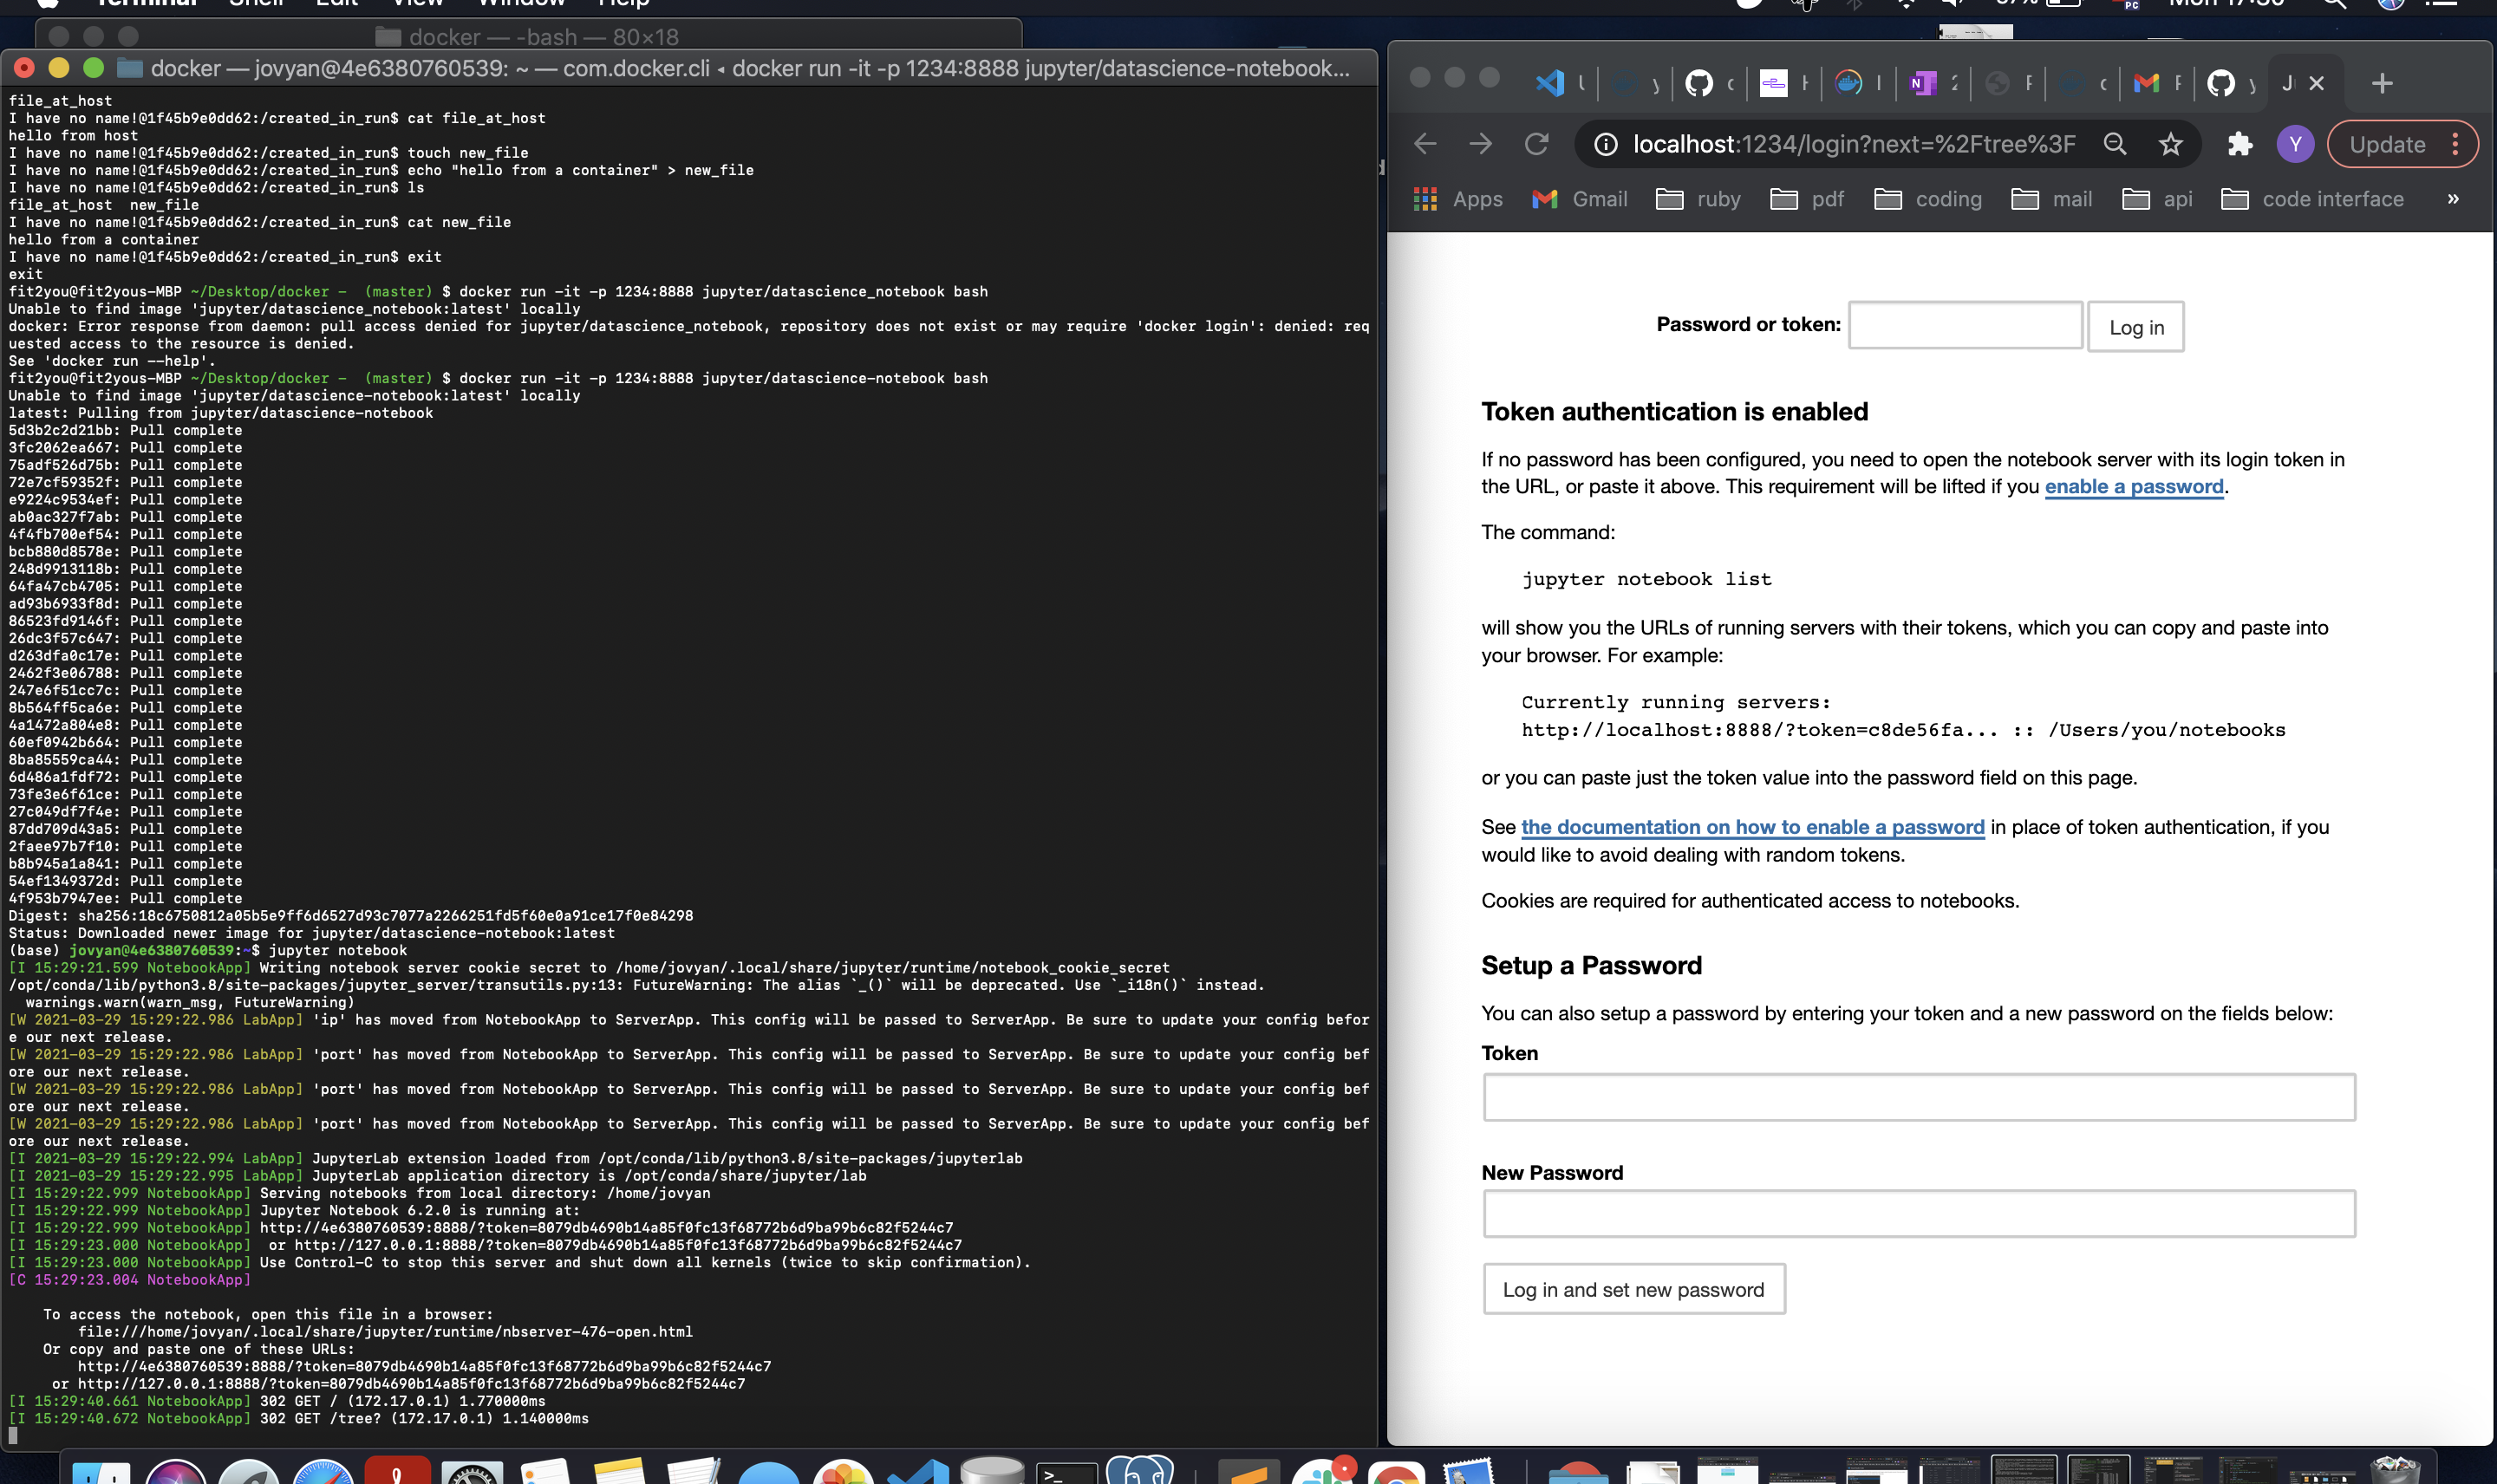 Terminal Shell Edit View Window Help
Mon 17:30
docker — -bash — 80×18
docker — jovyan@4e6380760539: ~ — com.docker.cli ◂ docker run -it -p 1234:8888 jupyter/datascience-notebook...
file_at_host
I have no name!@1f45b9e0dd62:/created_in_run$ cat file_at_host
hello from host
I have no name!@1f45b9e0dd62:/created_in_run$ touch new_file
I have no name!@1f45b9e0dd62:/created_in_run$ echo "hello from a container" > new_file
I have no name!@1f45b9e0dd62:/created_in_run$ ls
file_at_host  new_file
I have no name!@1f45b9e0dd62:/created_in_run$ cat new_file
hello from a container
I have no name!@1f45b9e0dd62:/created_in_run$ exit
exit
fit2you@fit2yous-MBP ~/Desktop/docker -  (master) $ docker run -it -p 1234:8888 jupyter/datascience_notebook bash
Unable to find image 'jupyter/datascience_notebook:latest' locally
docker: Error response from daemon: pull access denied for jupyter/datascience_notebook, repository does not exist or may require 'docker login': denied: req
uested access to the resource is denied.
See 'docker run --help'.
fit2you@fit2yous-MBP ~/Desktop/docker -  (master) $ docker run -it -p 1234:8888 jupyter/datascience-notebook bash
Unable to find image 'jupyter/datascience-notebook:latest' locally
latest: Pulling from jupyter/datascience-notebook
5d3b2c2d21bb: Pull complete
3fc2062ea667: Pull complete
75adf526d75b: Pull complete
72e7cf59352f: Pull complete
e9224c9534ef: Pull complete
ab0ac327f7ab: Pull complete
4f4fb700ef54: Pull complete
bcb880d8578e: Pull complete
248d9913118b: Pull complete
64fa47cb4705: Pull complete
ad93b6933f8d: Pull complete
86523fd9146f: Pull complete
26dc3f57c647: Pull complete
d263dfa0c17e: Pull complete
2462f3e06788: Pull complete
247e6f51cc7c: Pull complete
8b564ff5ca6e: Pull complete
4a1472a804e8: Pull complete
60ef0942b664: Pull complete
8ba85559ca44: Pull complete
6d486a1fdf72: Pull complete
73fe3e6f61ce: Pull complete
27c049df7f4e: Pull complete
87dd709d43a5: Pull complete
2faee97b7f10: Pull complete
b8b945a1a841: Pull complete
54ef1349372d: Pull complete
4f953b7947ee: Pull complete
Digest: sha256:18c6750812a05b5e9ff6d6527d93c7077a2266251fd5f60e0a91ce17f0e84298
Status: Downloaded newer image for jupyter/datascience-notebook:latest
(base) jovyan@4e6380760539:~$ jupyter notebook
[I 15:29:21.599 NotebookApp] Writing notebook server cookie secret to /home/jovyan/.local/share/jupyter/runtime/notebook_cookie_secret
/opt/conda/lib/python3.8/site-packages/jupyter_server/transutils.py:13: FutureWarning: The alias `_()` will be deprecated. Use `_i18n()` instead.
  warnings.warn(warn_msg, FutureWarning)
[W 2021-03-29 15:29:22.986 LabApp] 'ip' has moved from NotebookApp to ServerApp. This config will be passed to ServerApp. Be sure to update your config befor
e our next release.
[W 2021-03-29 15:29:22.986 LabApp] 'port' has moved from NotebookApp to ServerApp. This config will be passed to ServerApp. Be sure to update your config bef
ore our next release.
[W 2021-03-29 15:29:22.986 LabApp] 'port' has moved from NotebookApp to ServerApp. This config will be passed to ServerApp. Be sure to update your config bef
ore our next release.
[W 2021-03-29 15:29:22.986 LabApp] 'port' has moved from NotebookApp to ServerApp. This config will be passed to ServerApp. Be sure to update your config bef
ore our next release.
[I 2021-03-29 15:29:22.994 LabApp] JupyterLab extension loaded from /opt/conda/lib/python3.8/site-packages/jupyterlab
[I 2021-03-29 15:29:22.995 LabApp] JupyterLab application directory is /opt/conda/share/jupyter/lab
[I 15:29:22.999 NotebookApp] Serving notebooks from local directory: /home/jovyan
[I 15:29:22.999 NotebookApp] Jupyter Notebook 6.2.0 is running at:
[I 15:29:22.999 NotebookApp] http://4e6380760539:8888/?token=8079db4690b14a85f0fc13f68772b6d9ba99b6c82f5244c7
[I 15:29:23.000 NotebookApp]  or http://127.0.0.1:8888/?token=8079db4690b14a85f0fc13f68772b6d9ba99b6c82f5244c7
[I 15:29:23.000 NotebookApp] Use Control-C to stop this server and shut down all kernels (twice to skip confirmation).
[C 15:29:23.004 NotebookApp]
    To access the notebook, open this file in a browser:
        file:///home/jovyan/.local/share/jupyter/runtime/nbserver-476-open.html
    Or copy and paste one of these URLs:
        http://4e6380760539:8888/?token=8079db4690b14a85f0fc13f68772b6d9ba99b6c82f5244c7
     or http://127.0.0.1:8888/?token=8079db4690b14a85f0fc13f68772b6d9ba99b6c82f5244c7
[I 15:29:40.661 NotebookApp] 302 GET / (172.17.0.1) 1.770000ms
[I 15:29:40.672 NotebookApp] 302 GET /tree? (172.17.0.1) 1.140000ms
localhost:1234/login?next=%2Ftree%3F
Y
Update
Apps Gmail ruby pdf coding mail api code interface »
Password or token:
Log in
Token authentication is enabled
If no password has been configured, you need to open the notebook server with its login token in
the URL, or paste it above. This requirement will be lifted if you enable a password.
The command:
jupyter notebook list
will show you the URLs of running servers with their tokens, which you can copy and paste into
your browser. For example:
Currently running servers:
http://localhost:8888/?token=c8de56fa... :: /Users/you/notebooks
or you can paste just the token value into the password field on this page.
See the documentation on how to enable a password in place of token authentication, if you
would like to avoid dealing with random tokens.
Cookies are required for authenticated access to notebooks.
Setup a Password
You can also setup a password by entering your token and a new password on the fields below:
Token
New Password
Log in and set new password